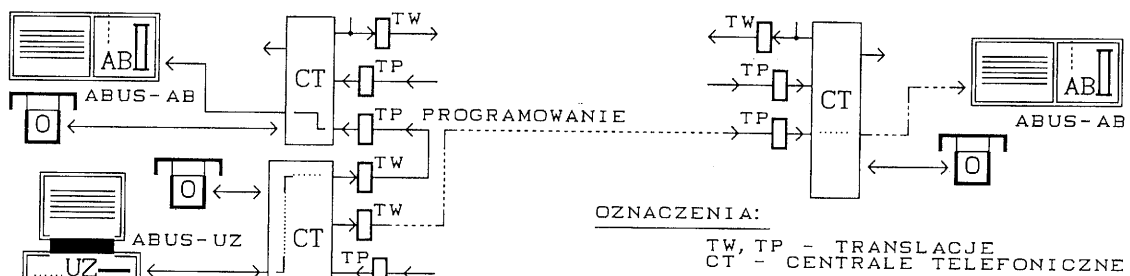 TW
TW
AB
CT
TP
TP
CT
AB
ABUS-AB
ABUS-AB
O
TP PROGRAMOWANIE
TP
TW
O
O
TW
OZNACZENIA:
ABUS-UZ
CT
TW, TP - TRANSLACJE
UZ
TP
CT - CENTRALE TELEFONICZNE